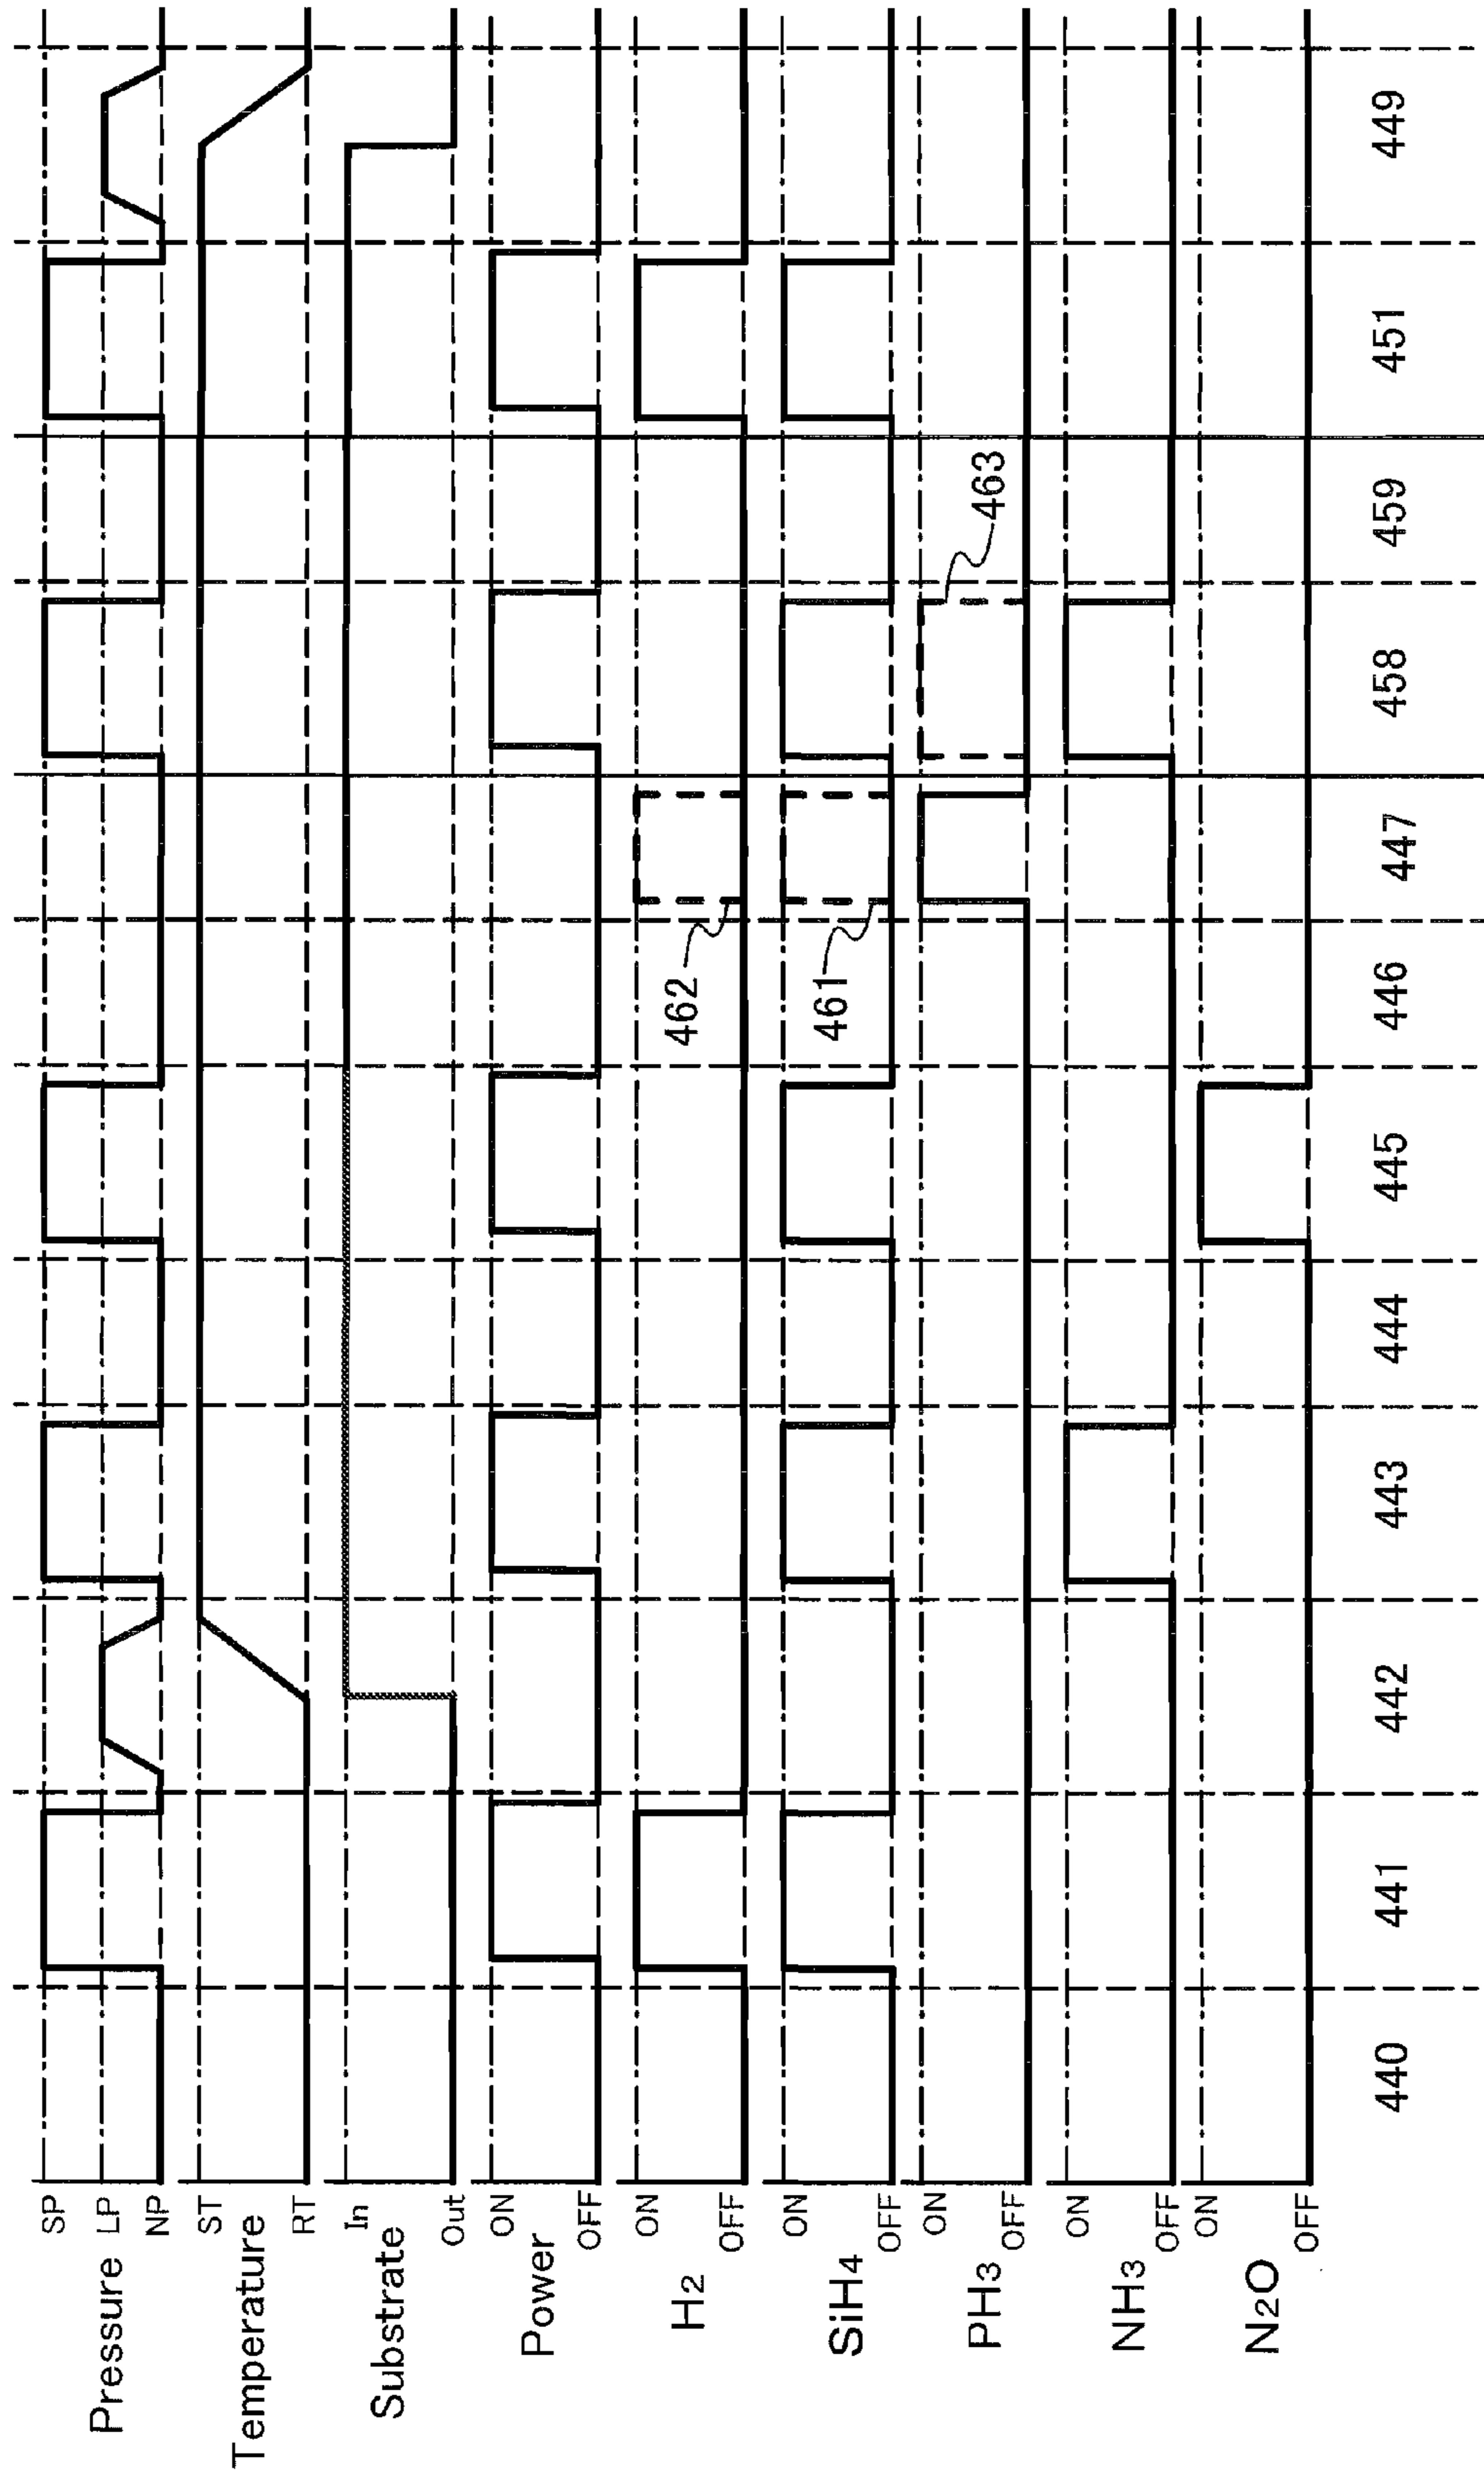 Pressure
SP
LP
NP
Temperature
ST
RT
Substrate
In
Out
Power
ON
OFF
H2
ON
OFF
SiH4
ON
OFF
PH3
ON
OFF
NH3
ON
OFF
N2O
ON
OFF
462
461
463
440 441 442 443 444 445 446 447 458 459 451 449